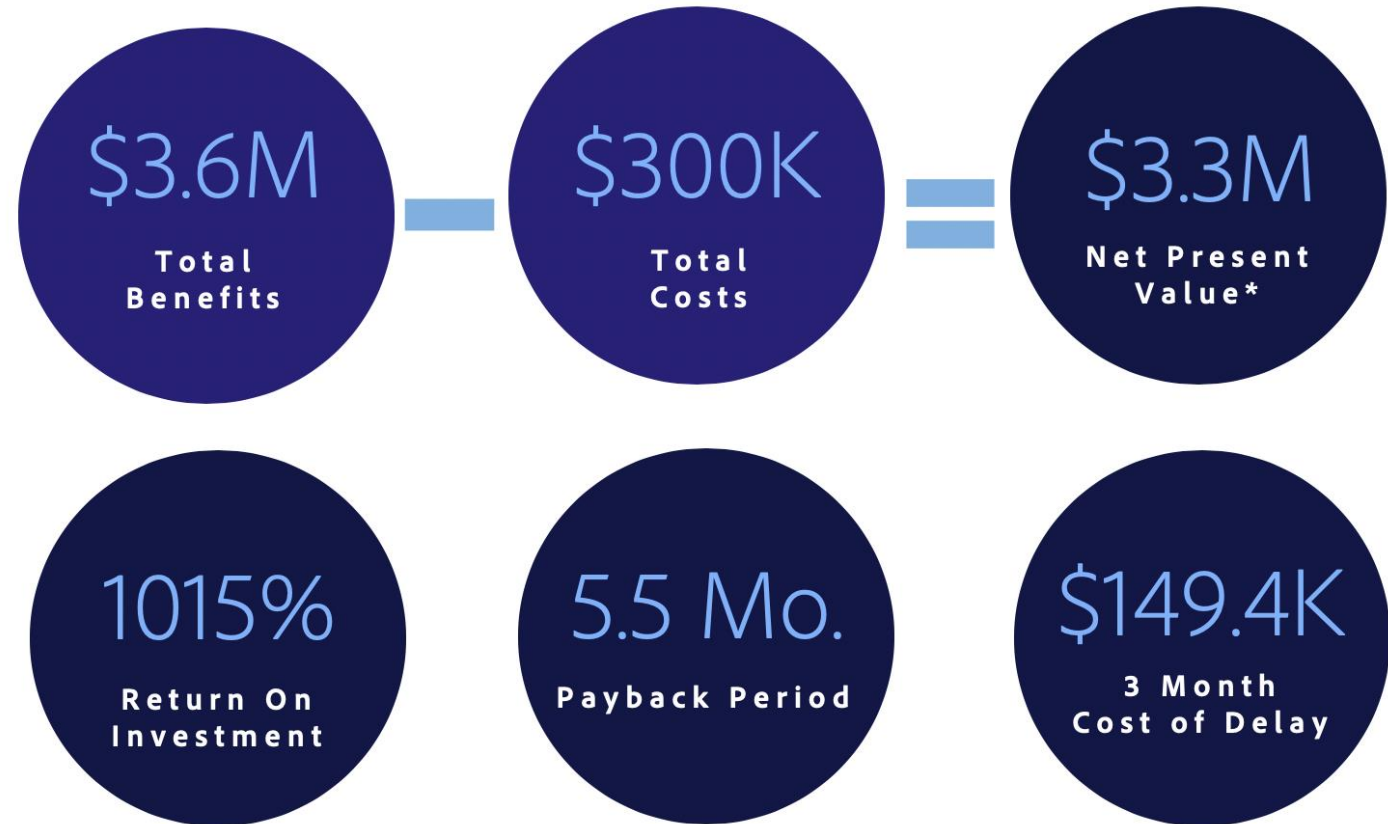 $3.6M
Total
Benefits
$300K
Total
Costs
$3.3M
Net Present
Value*
1015%
Return On
Investment
5.5 Mo.
Payback Period
$149.4K
3 Month
Cost of Delay